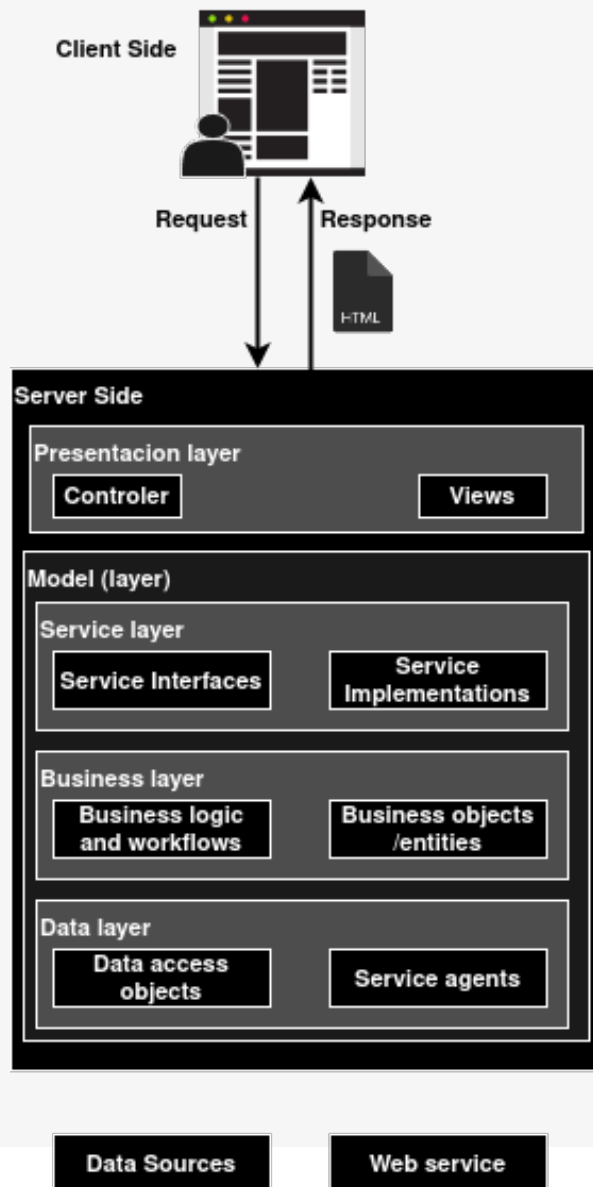 Client Side
Request
Response
HTML
Server Side
Presentacion layer
Controler
Views
Model (layer)
Service layer
Service Interfaces
Service
Implementations
Business layer
Business logic
and workflows
Business objects
/entities
Data layer
Data access
objects
Service agents
Data Sources
Web service